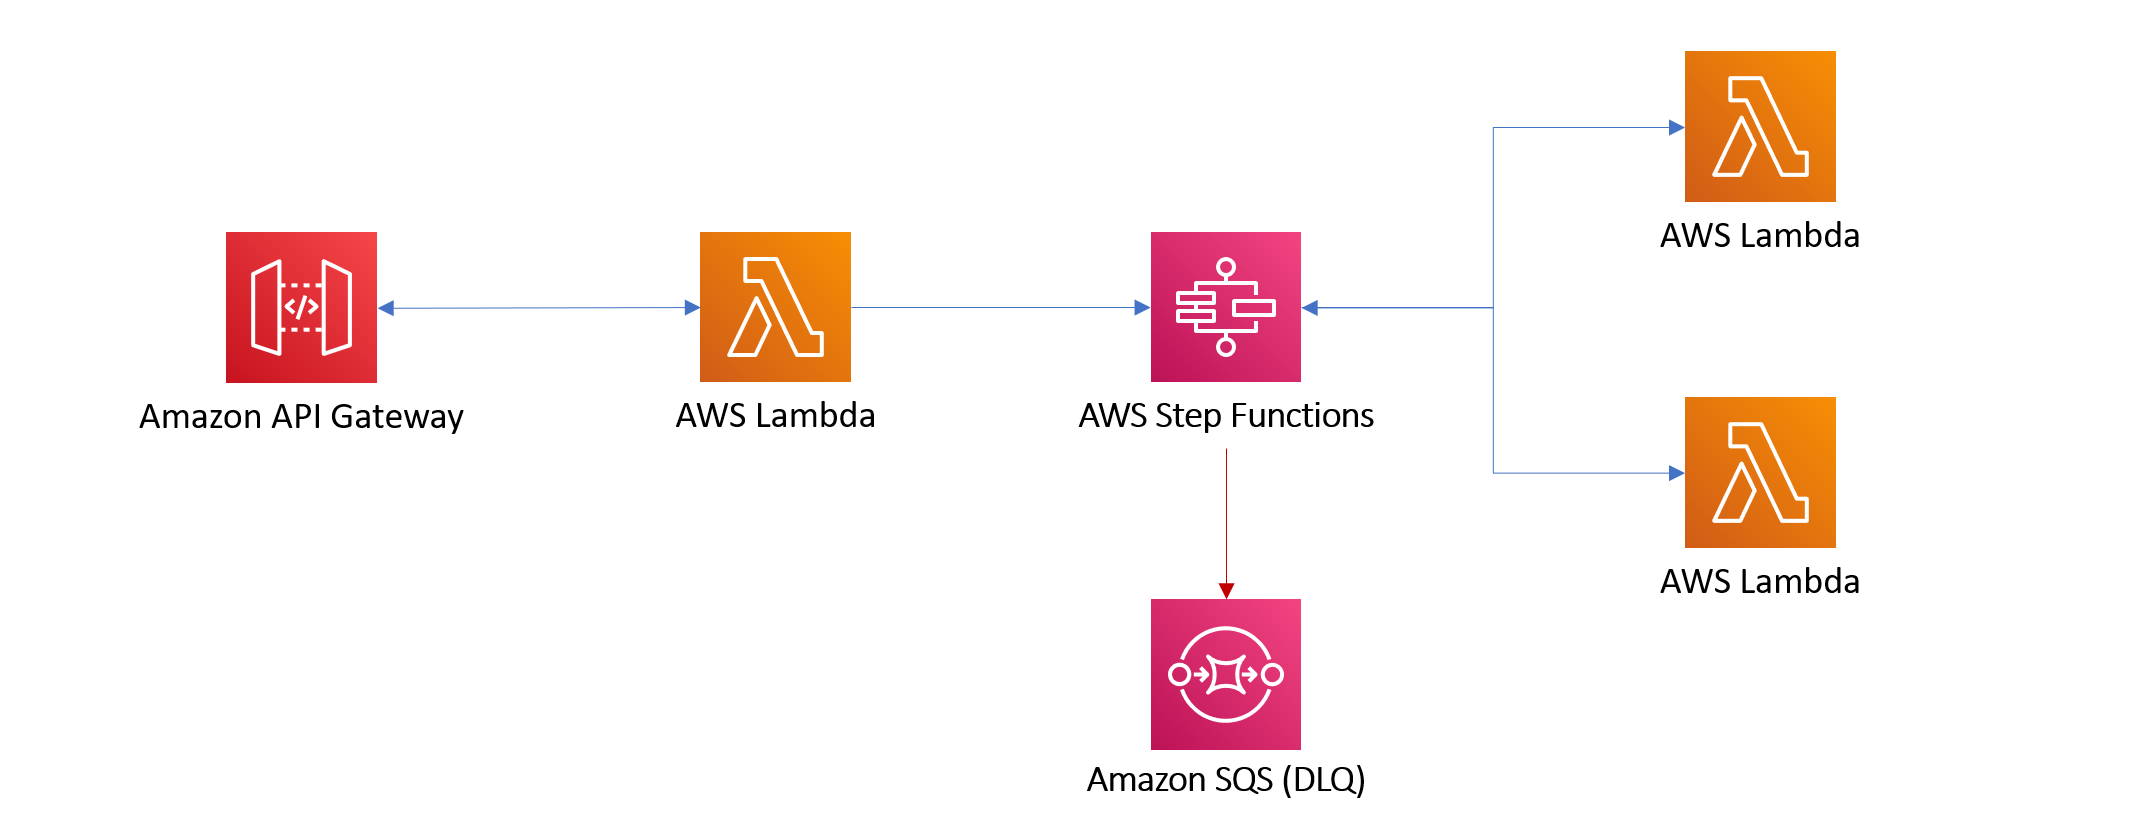 AWS Lambda
Amazon API Gateway
AWS Lambda
AWS Step Functions
AWS Lambda
Amazon SQS (DLQ)